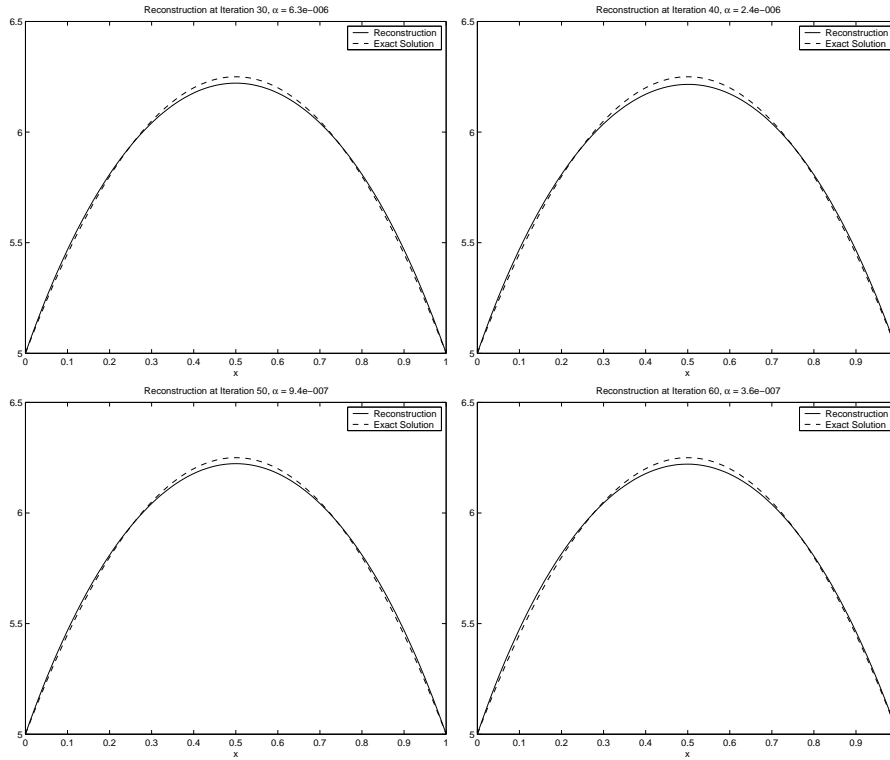 Reconstruction at Iteration 30, α = 6.3e−006
6.5
6
5.5
5
Reconstruction
Exact Solution
0 0.1 0.2 0.3 0.4 0.5 0.6 0.7 0.8 0.9 1
x
Reconstruction at Iteration 40, α = 2.4e−006
6.5
6
5.5
5
Reconstruction
Exact Solution
0 0.1 0.2 0.3 0.4 0.5 0.6 0.7 0.8 0.9
x
Reconstruction at Iteration 50, α = 9.4e−007
6.5
6
5.5
5
Reconstruction
Exact Solution
0 0.1 0.2 0.3 0.4 0.5 0.6 0.7 0.8 0.9 1
x
Reconstruction at Iteration 60, α = 3.6e−007
6.5
6
5.5
5
Reconstruction
Exact Solution
0 0.1 0.2 0.3 0.4 0.5 0.6 0.7 0.8 0.9
x